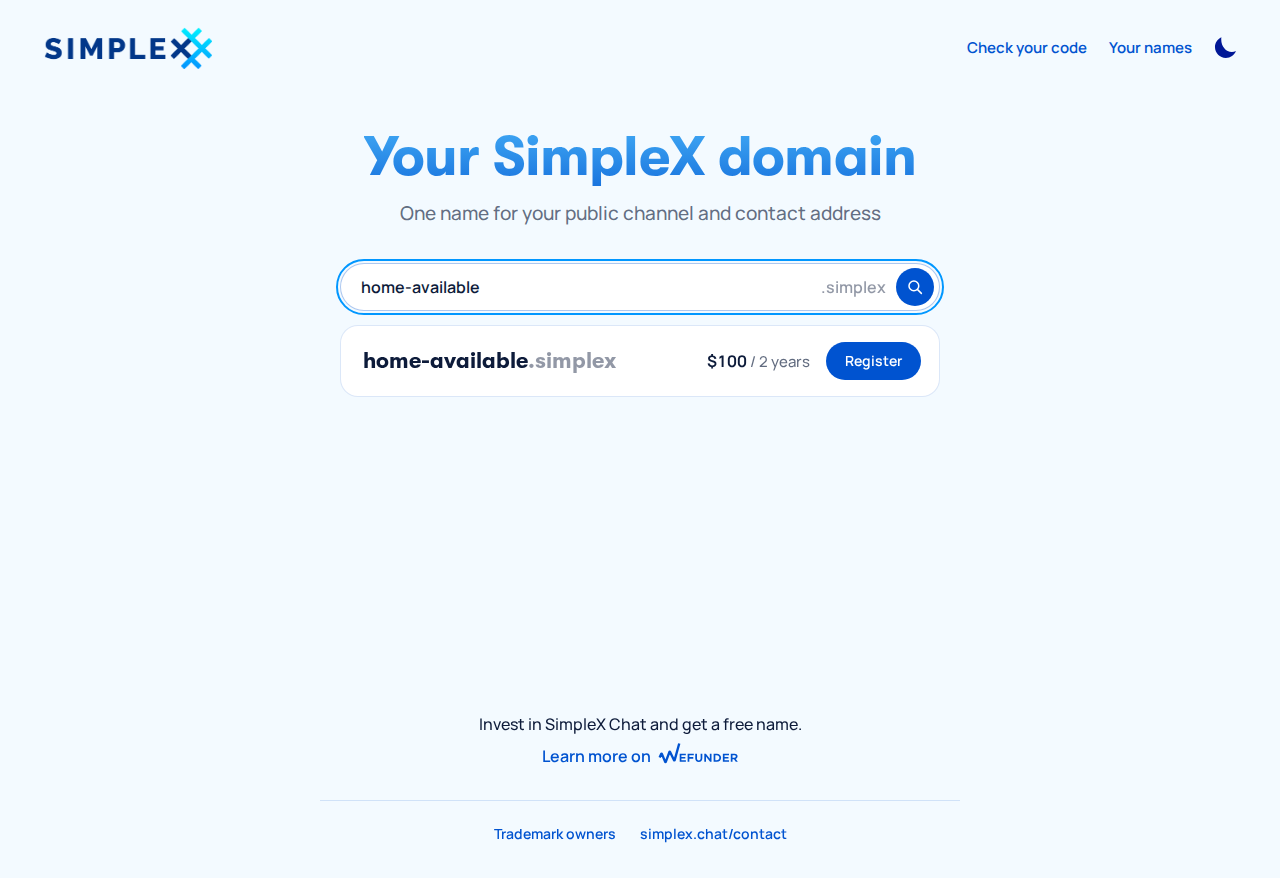 SIMPLEX
Check your code
Your names
Your SimpleX domain
One name for your public channel and contact address
home-available
.simplex
home-available.simplex
$100 / 2 years
Register
Invest in SimpleX Chat and get a free name.
Learn more on WEFUNDER
Trademark owners
simplex.chat/contact